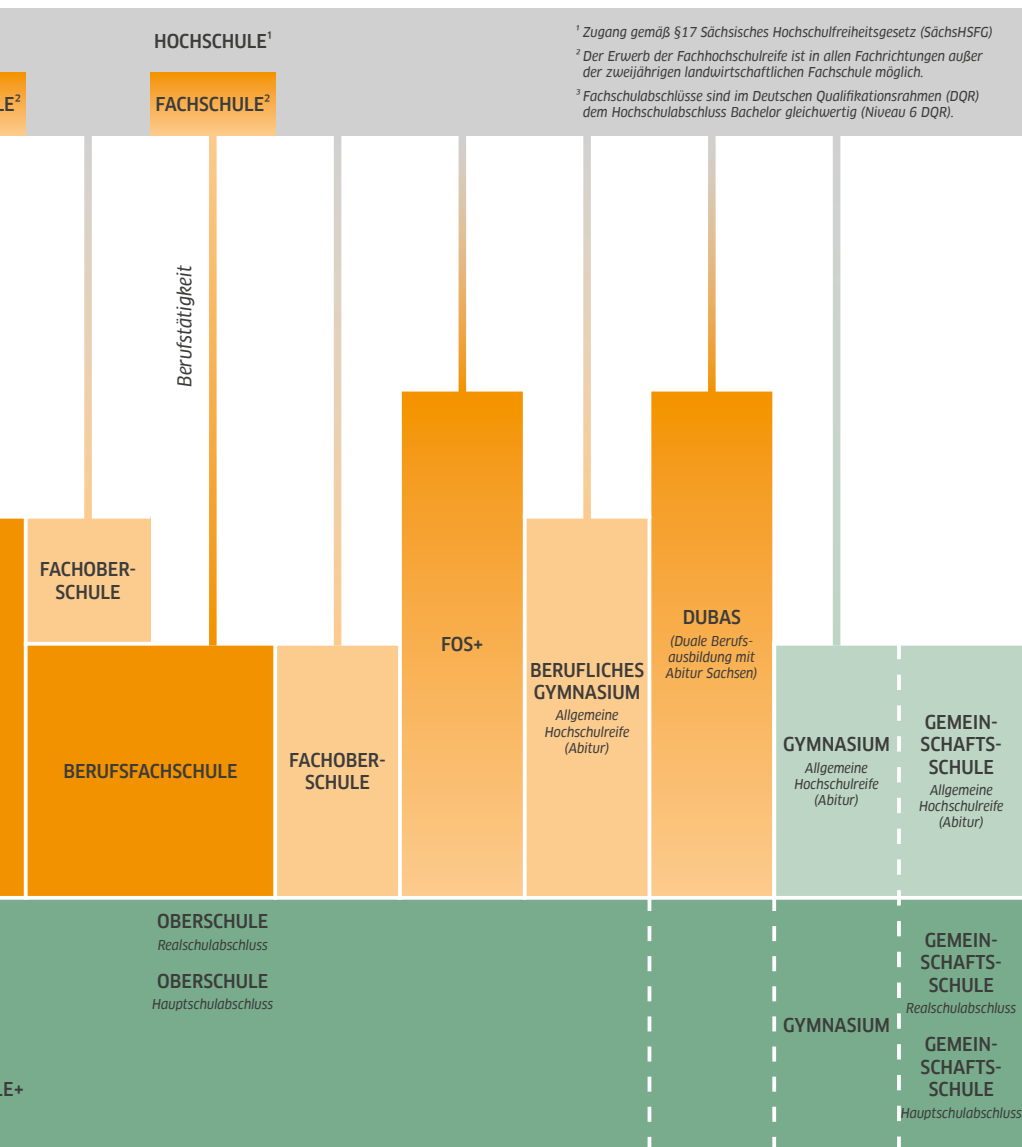 HOCHSCHULE¹
¹ Zugang gemäß §17 Sächsisches Hochschulfreiheitsgesetz (SächsHSFG)
² Der Erwerb der Fachhochschulreife ist in allen Fachrichtungen außer
der zweijährigen landwirtschaftlichen Fachschule möglich.
³ Fachschulabschlüsse sind im Deutschen Qualifikationsrahmen (DQR)
dem Hochschulabschluss Bachelor gleichwertig (Niveau 6 DQR).
LE²
FACHSCHULE²
Berufstätigkeit
FACHOBER-
SCHULE
BERUFSFACHSCHULE
FACHOBER-
SCHULE
FOS+
BERUFLICHES
GYMNASIUM
Allgemeine
Hochschulreife
(Abitur)
DUBAS
(Duale Berufs-
ausbildung mit
Abitur Sachsen)
GYMNASIUM
Allgemeine
Hochschulreife
(Abitur)
GEMEIN-
SCHAFTS-
SCHULE
Allgemeine
Hochschulreife
(Abitur)
OBERSCHULE
Realschulabschluss
OBERSCHULE
Hauptschulabschluss
LE+
GYMNASIUM
GEMEIN-
SCHAFTS-
SCHULE
Realschulabschluss
GEMEIN-
SCHAFTS-
SCHULE
Hauptschulabschluss